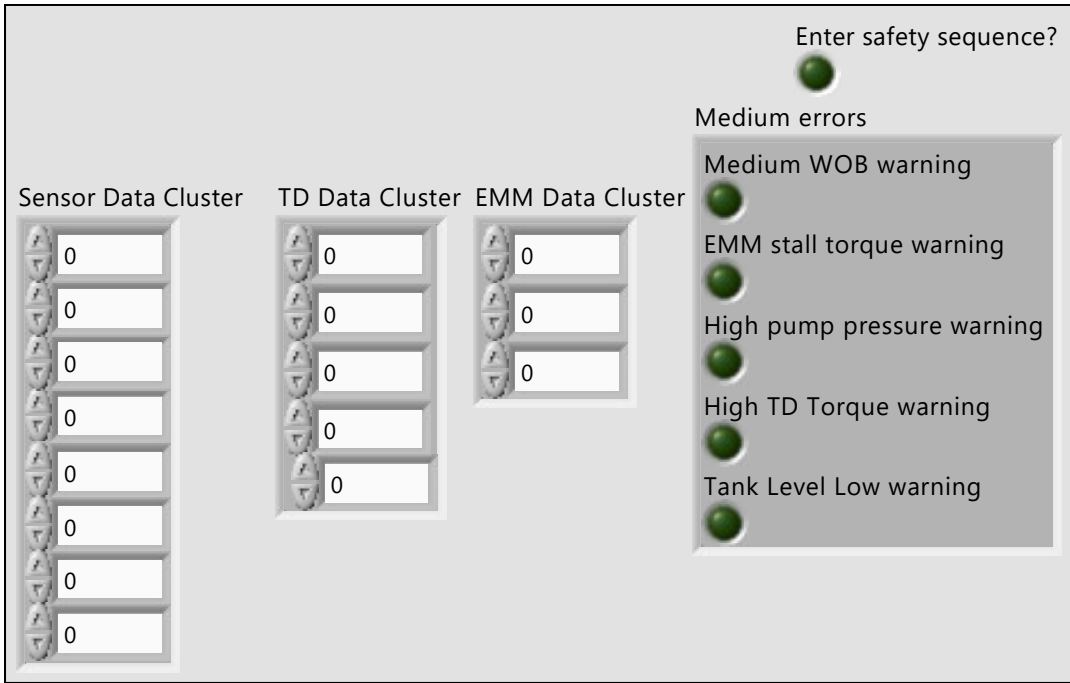 Enter safety sequence?
Medium errors
Medium WOB warning
EMM stall torque warning
High pump pressure warning
High TD Torque warning
Tank Level Low warning
Sensor Data Cluster
0
0
0
0
0
0
0
0
TD Data Cluster
0
0
0
0
0
EMM Data Cluster
0
0
0